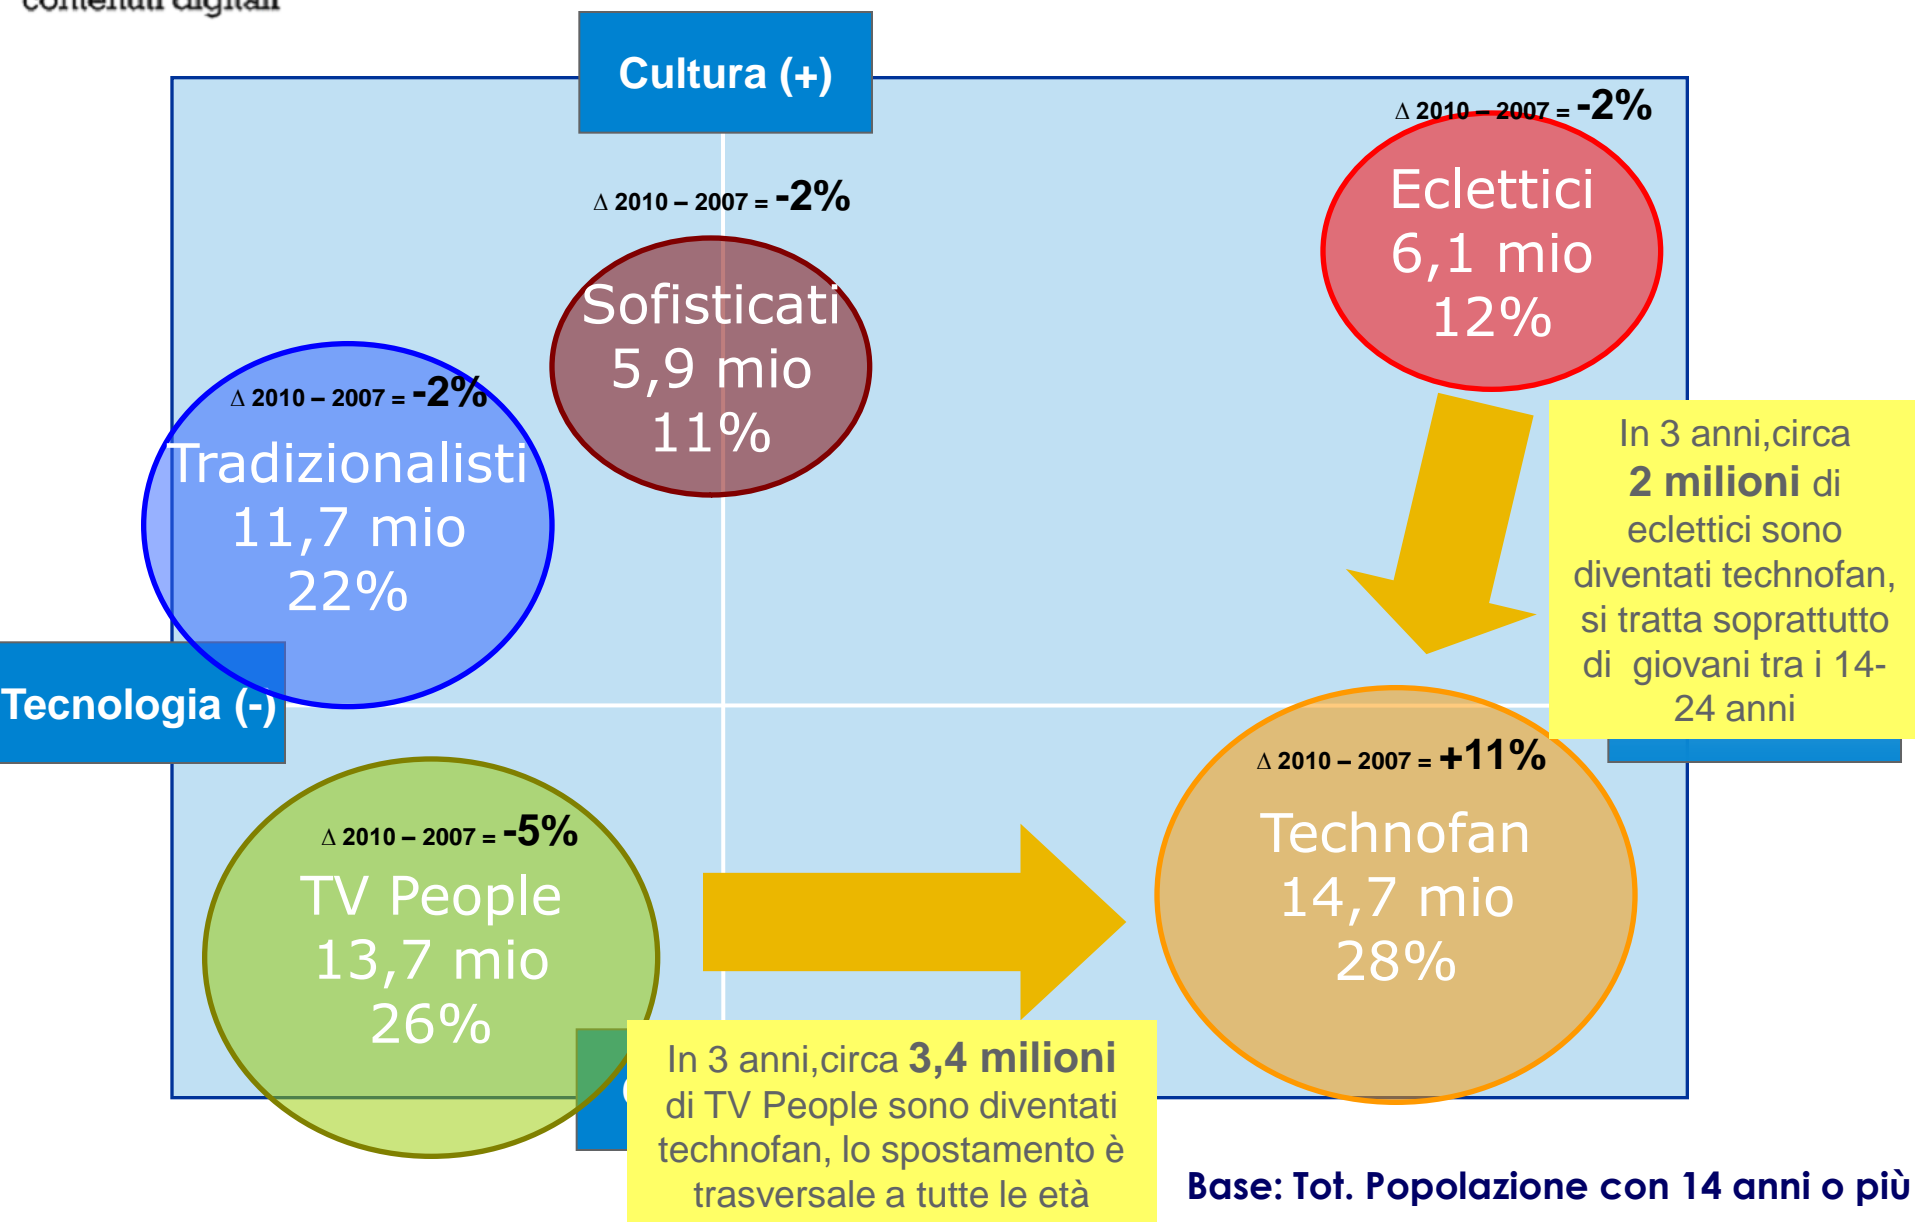 contenuti digitali
Cultura (+)
∆ 2010 – 2007 = -2%
Eclettici
6,1 mio
12%
∆ 2010 – 2007 = -2%
Sofisticati
5,9 mio
11%
∆ 2010 – 2007 = -2%
Tradizionalisti
11,7 mio
22%
In 3 anni,circa
2 milioni di
eclettici sono
diventati technofan,
si tratta soprattutto
di giovani tra i 14-
24 anni
Tecnologia (-)
∆ 2010 – 2007 = +11%
Technofan
14,7 mio
28%
∆ 2010 – 2007 = -5%
TV People
13,7 mio
26%
In 3 anni,circa 3,4 milioni
di TV People sono diventati
technofan, lo spostamento è
trasversale a tutte le età
Base: Tot. Popolazione con 14 anni o più